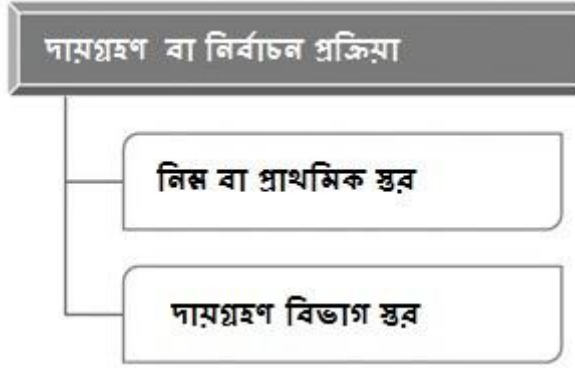 দায়গ্রহণ বা নির্বাচন প্রক্রিয়া
নিম্ন বা প্রাথমিক স্তর
দায়গ্রহণ বিভাগ স্তর